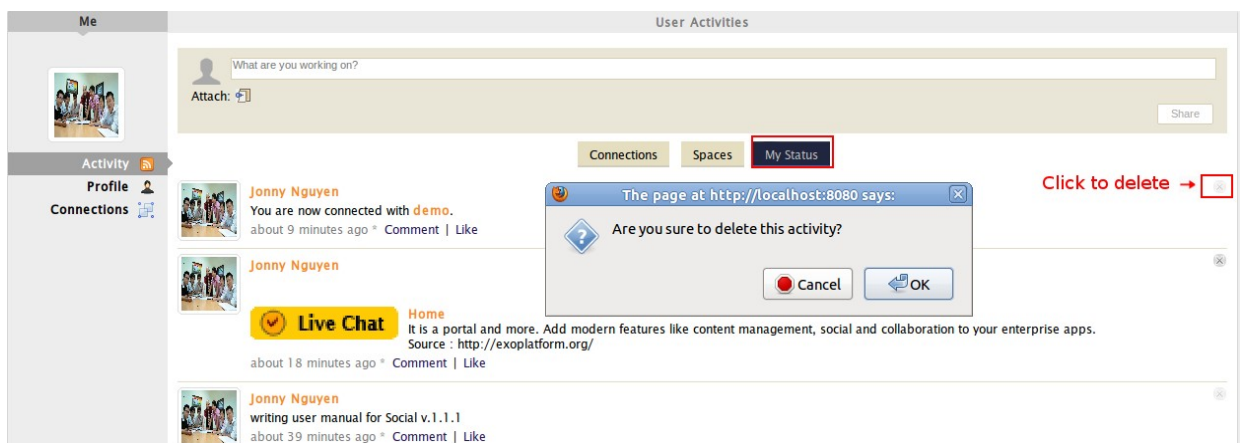 Me
User Activities
What are you working on?
Attach:
Share
Activity
Profile
Connections
Connections Spaces My Status
Click to delete →
Jonny Nguyen
You are now connected with demo.
about 9 minutes ago * Comment | Like
The page at http://localhost:8080 says:
Are you sure to delete this activity?
Cancel OK
Jonny Nguyen
Live Chat
Home
It is a portal and more. Add modern features like content management, social and collaboration to your enterprise apps.
Source : http://exoplatform.org/
about 18 minutes ago * Comment | Like
Jonny Nguyen
writing user manual for Social v.1.1.1
about 39 minutes ago * Comment | Like